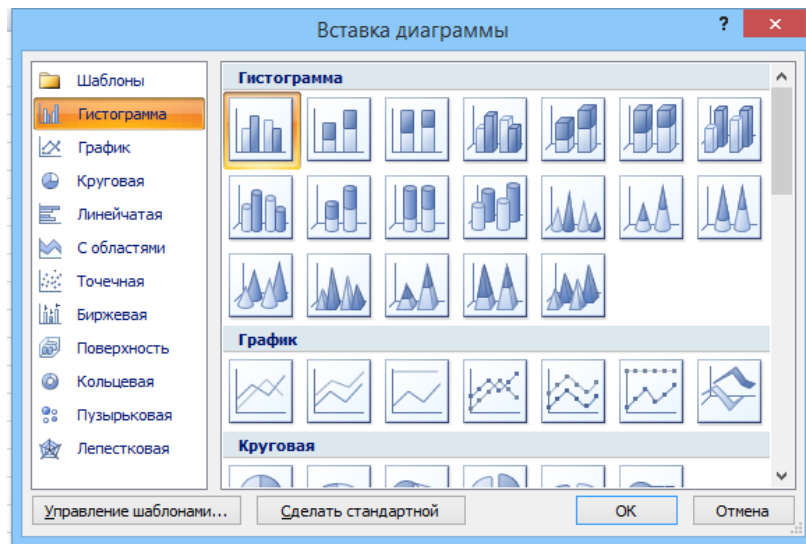 Вставка диаграммы
?
Шаблоны
Гистограмма
График
Круговая
Линейчатая
С областями
Точечная
Биржевая
Поверхность
Кольцевая
Пузырьковая
Лепестковая
Гистограмма
График
Круговая
Управление шаблонами...
Сделать стандартной
ОК
Отмена